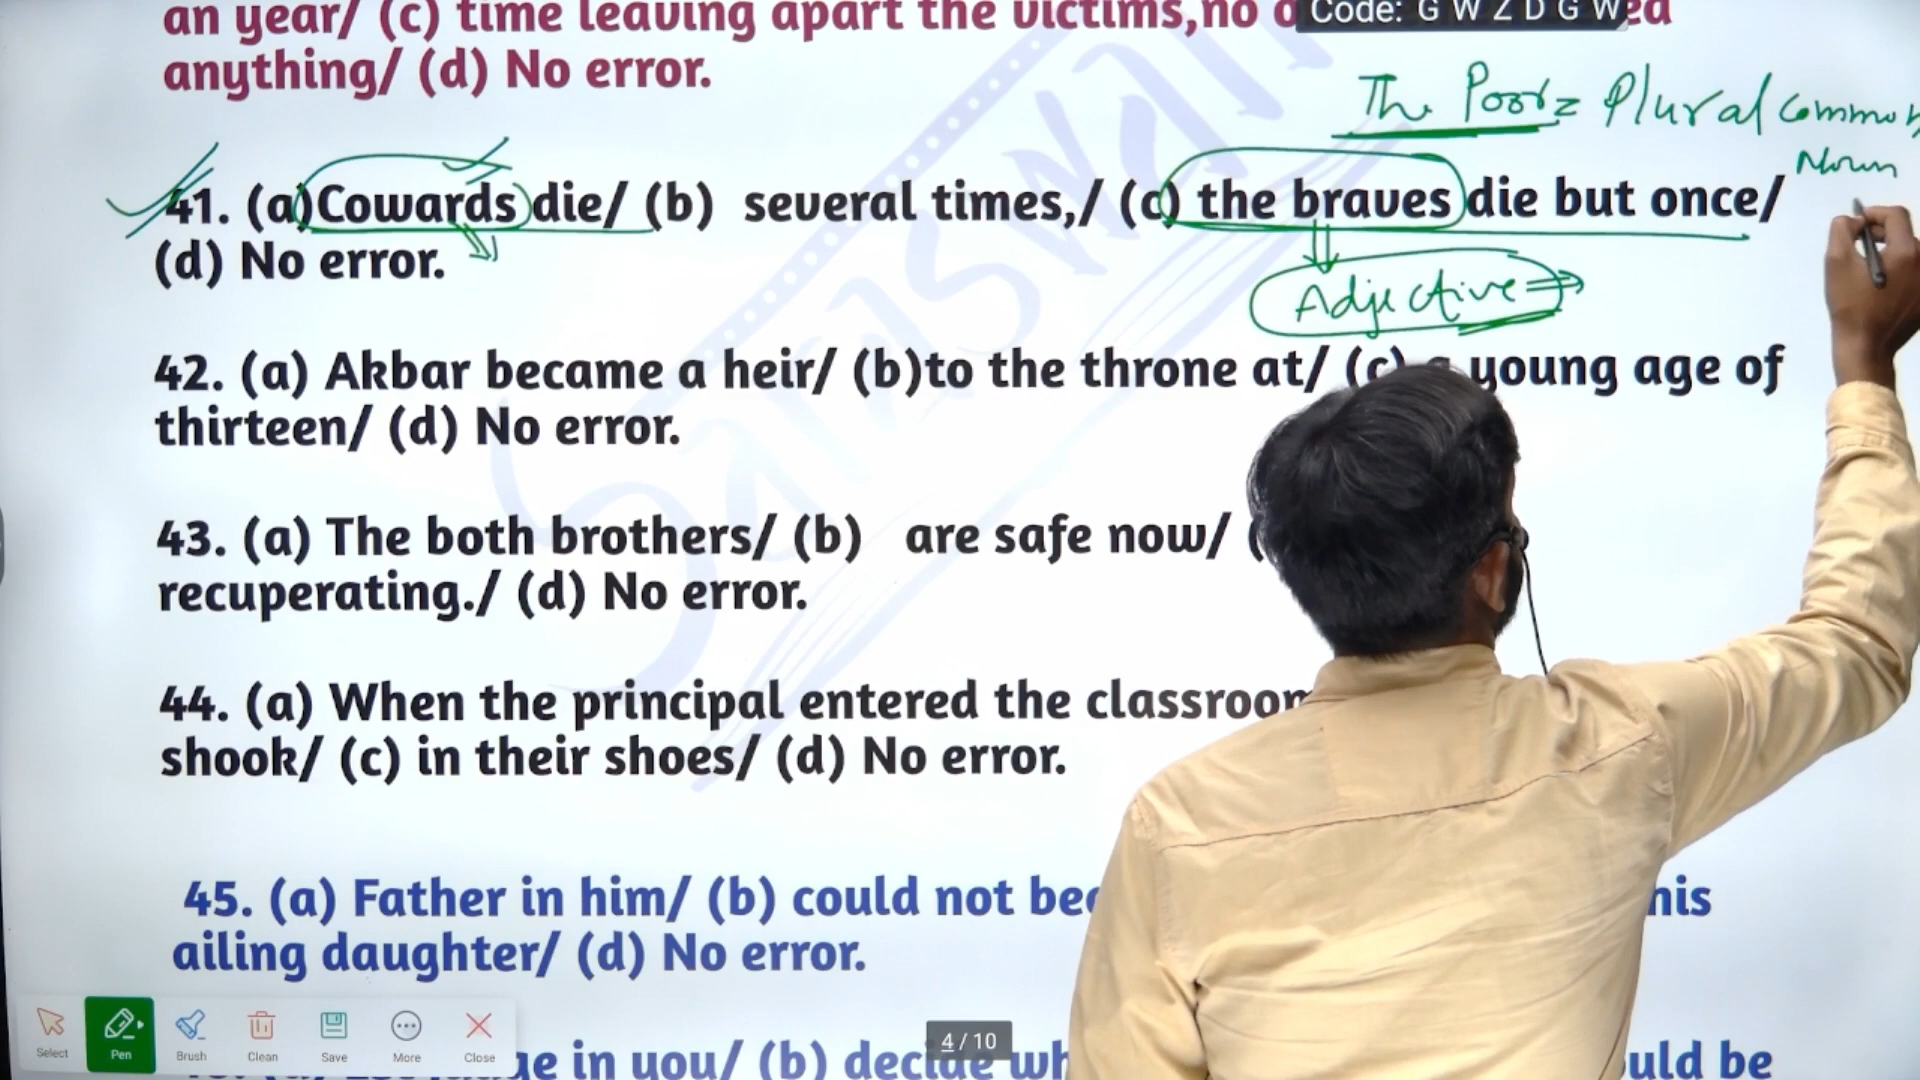 an year/ (c) time leaving apart the victims,no
Code: G W Z D G W
anything/ (d) No error.
The Poor = Plural Common
Noun
41. (a)Cowards die/ (b) several times,/ (c) the braves die but once/
(d) No error.
Adjective
42. (a) Akbar became a heir/ (b)to the throne at/ (c) a young age of
thirteen/ (d) No error.
43. (a) The both brothers/ (b) are safe now/ (
recuperating./ (d) No error.
44. (a) When the principal entered the classroom
shook/ (c) in their shoes/ (d) No error.
45. (a) Father in him/ (b) could not his
ailing daughter/ (d) No error.
in you/ (b) decide be
Saraswati
Select
Pen
Brush
Clean
Save
More
Close
4 / 10